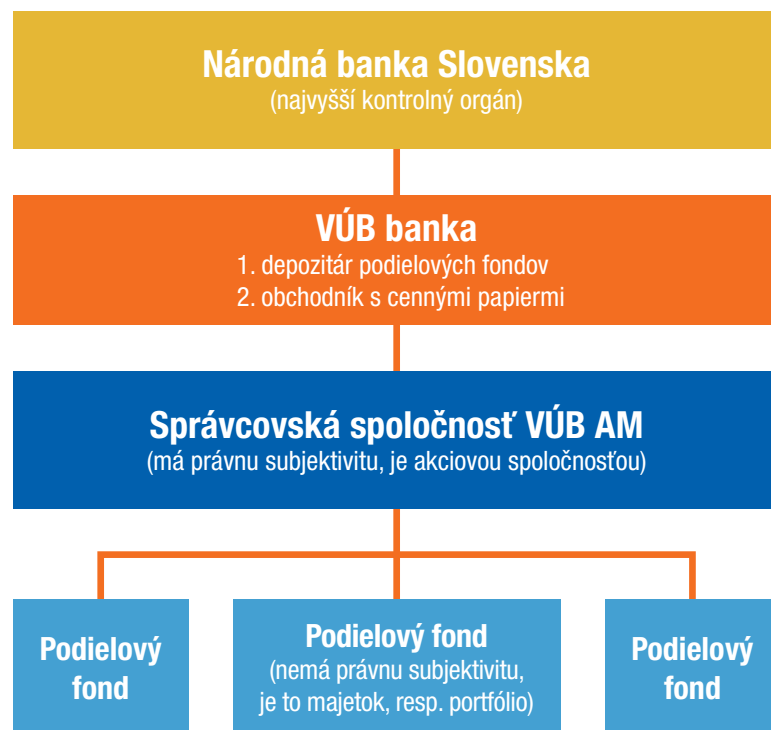 Národná banka Slovenska
(najvyšší kontrolný orgán)
VÚB banka
1. depozitár podielových fondov
2. obchodník s cennými papiermi
Správcovská spoločnosť VÚB AM
(má právnu subjektivitu, je akciovou spoločnosťou)
Podielový
fond
Podielový fond
(nemá právnu subjektivitu,
je to majetok, resp. portfólio)
Podielový
fond